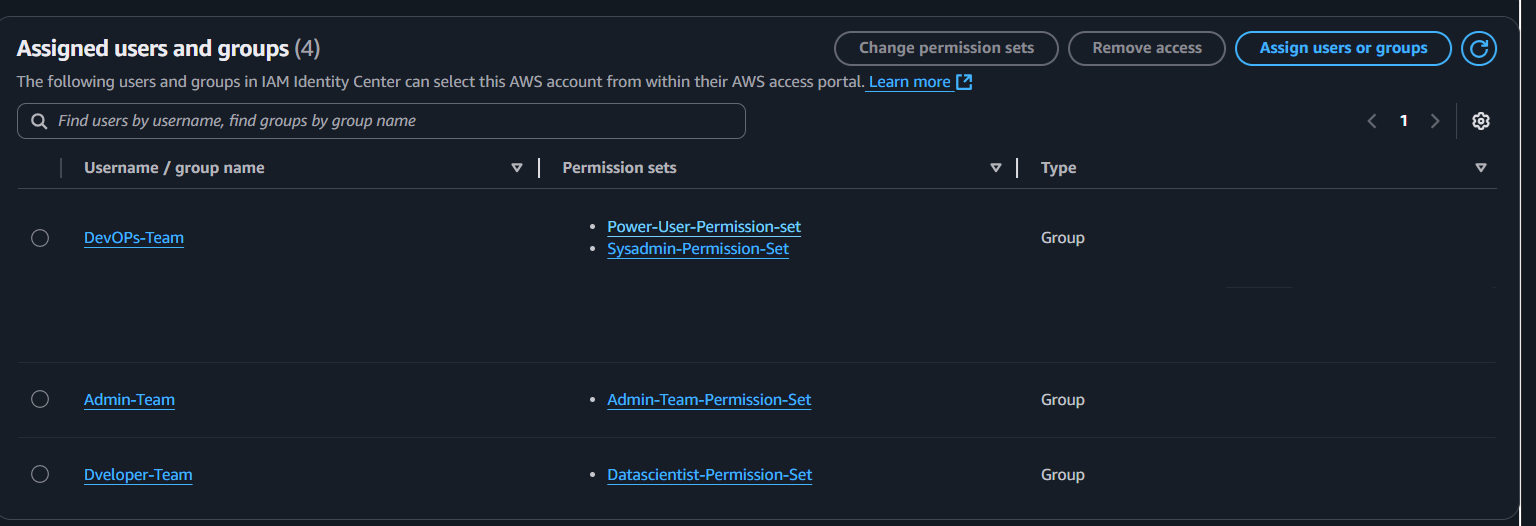 Assigned users and groups (4)
Change permission sets
Remove access
Assign users or groups
The following users and groups in IAM Identity Center can select this AWS account from within their AWS access portal. Learn more
Find users by username, find groups by group name
1
Username / group name
Permission sets
Type
DevOPs-Team
Power-User-Permission-set
Sysadmin-Permission-Set
Group
Admin-Team
Admin-Team-Permission-Set
Group
Dveloper-Team
Datascientist-Permission-Set
Group